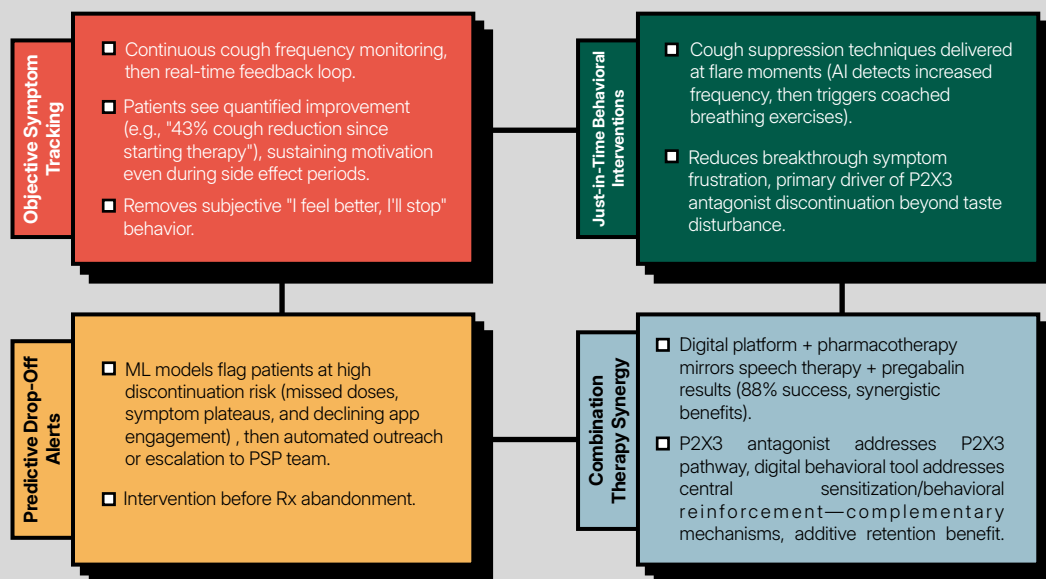 Objective Symptom
Tracking
Continuous cough frequency monitoring,
then real-time feedback loop.
Patients see quantified improvement
(e.g., "43% cough reduction since
starting therapy"), sustaining motivation
even during side effect periods.
Removes subjective "I feel better, I'll stop"
behavior.
Just-in-Time Behavioral
Interventions
Cough suppression techniques delivered
at flare moments (AI detects increased
frequency, then triggers coached
breathing exercises).
Reduces breakthrough symptom
frustration, primary driver of P2X3
antagonist discontinuation beyond taste
disturbance.
Predictive Drop-Off
Alerts
ML models flag patients at high
discontinuation risk (missed doses,
symptom plateaus, and declining app
engagement) , then automated outreach
or escalation to PSP team.
Intervention before Rx abandonment.
Combination
Therapy Synergy
Digital platform + pharmacotherapy
mirrors speech therapy + pregabalin
results (88% success, synergistic
benefits).
P2X3 antagonist addresses P2X3
pathway, digital behavioral tool addresses
central sensitization/behavioral
reinforcement—complementary
mechanisms, additive retention benefit.